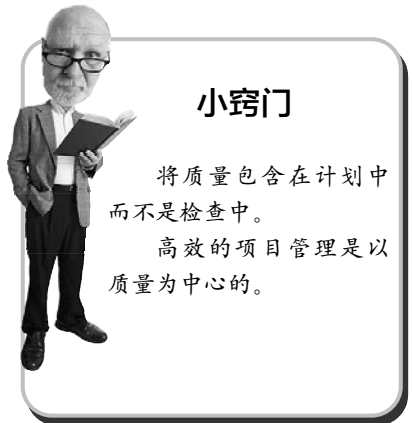 小窍门
将质量包含在计划中
而不是检查中。
高效的项目管理是以
质量为中心的。